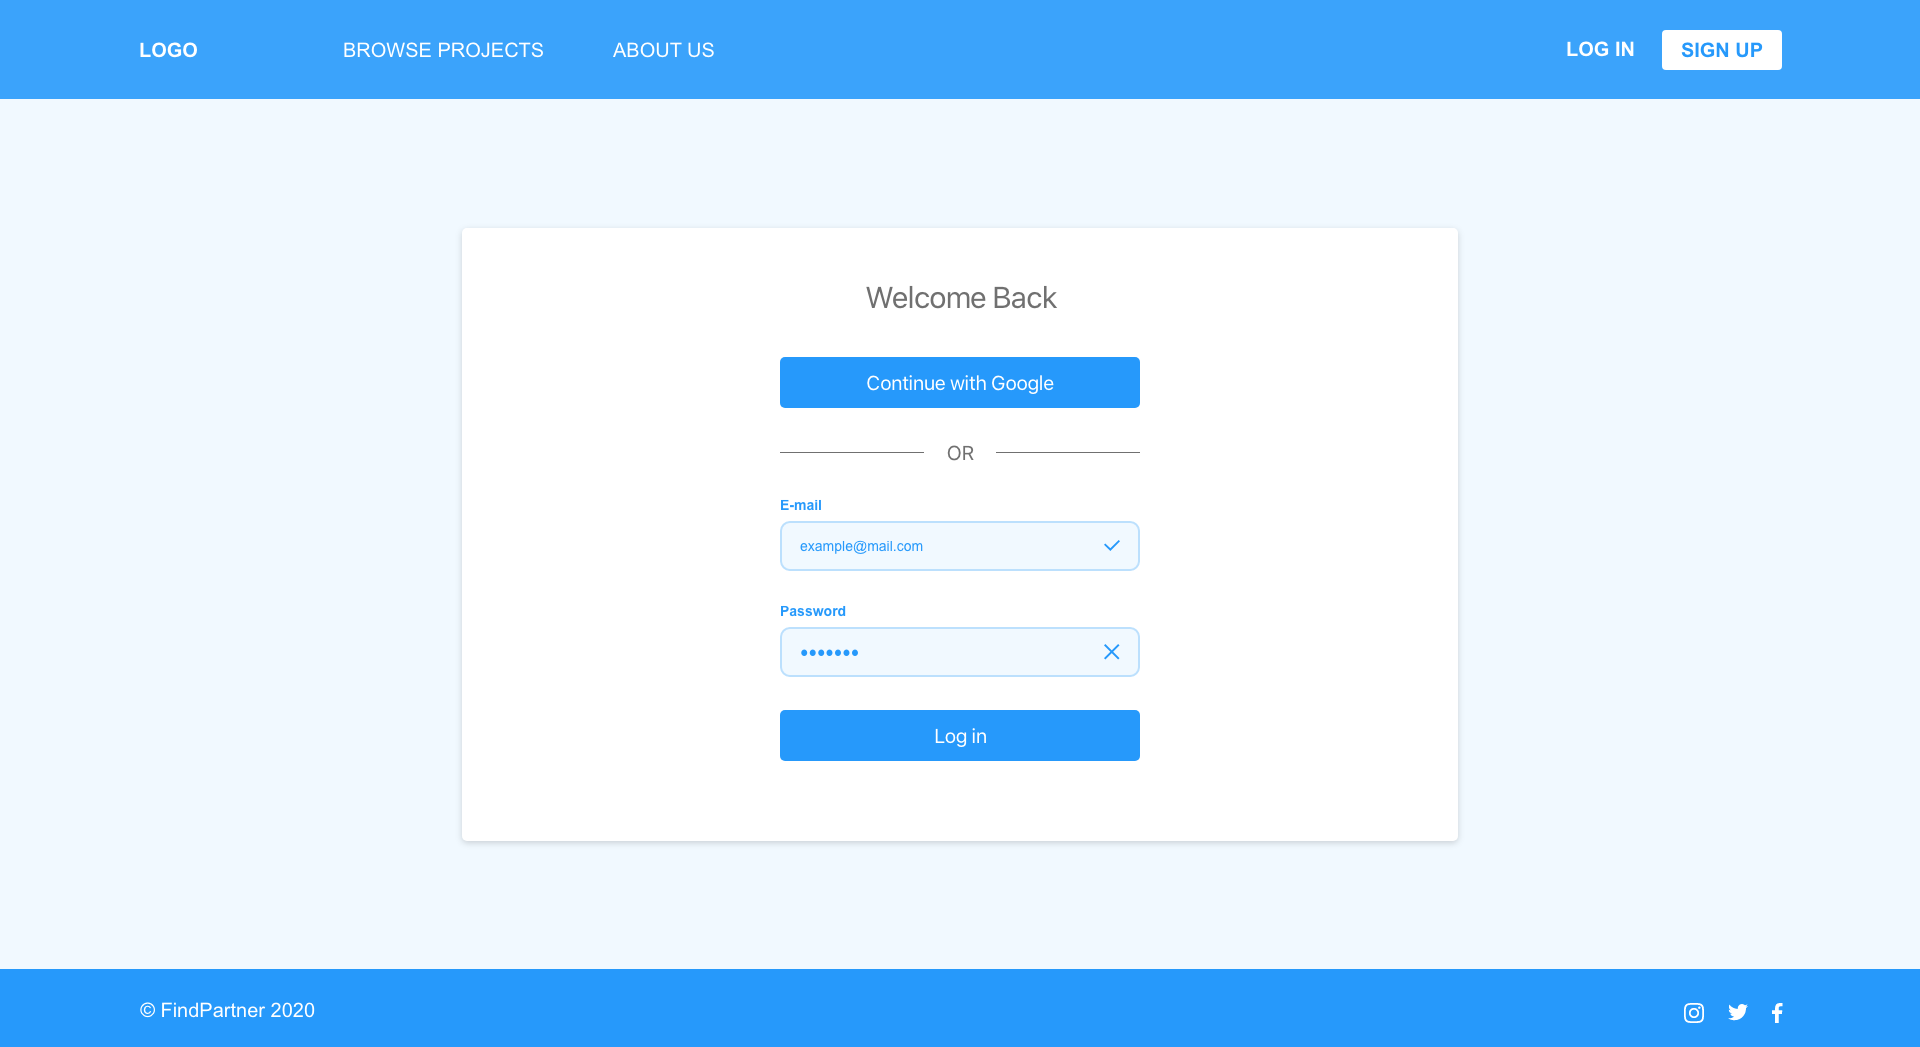 LOGO BROWSE PROJECTS ABOUT US LOG IN SIGN UP
Welcome Back
Continue with Google
OR
E-mail
example@mail.com
Password
•••••••
Log in
© FindPartner 2020